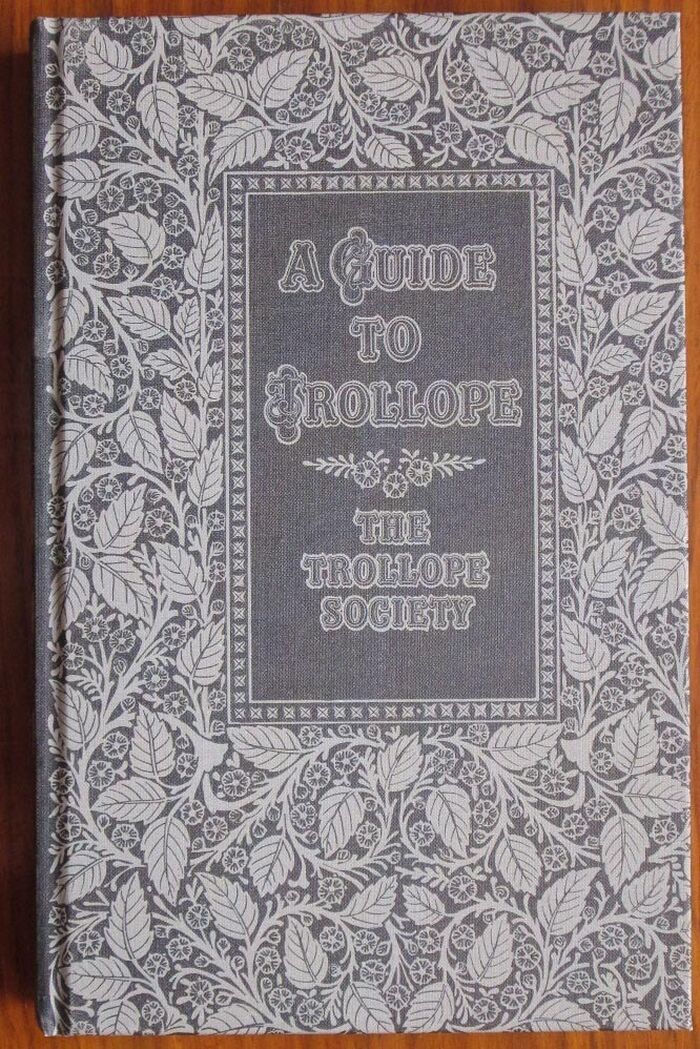 A GUIDE
TO
TROLLOPE
THE
TROLLOPE
SOCIETY